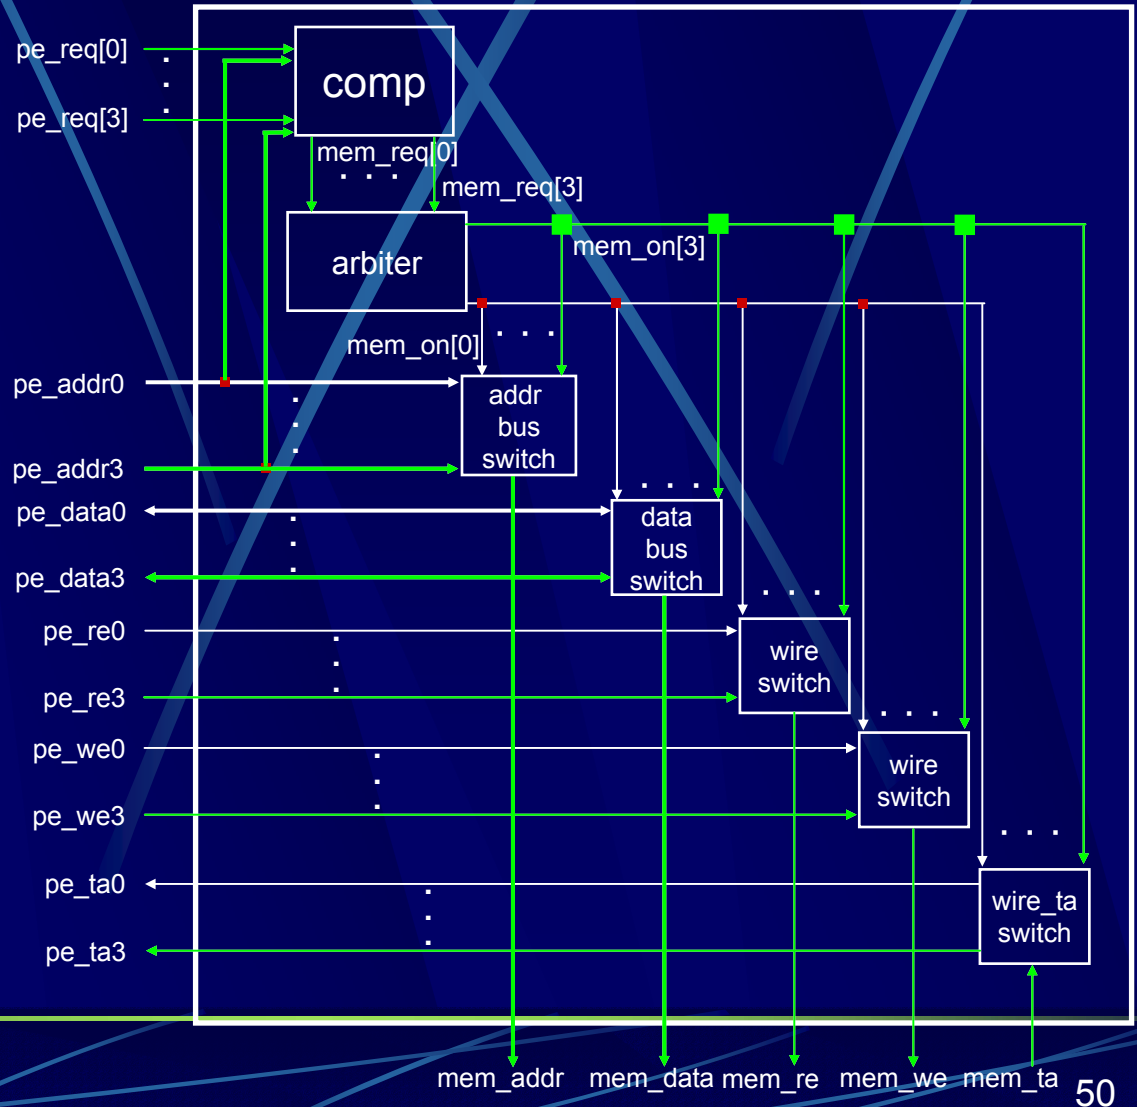 pe_req[0]
comp
pe_req[3]
mem_req[0]
. . .
mem_req[3]
arbiter
mem_on[3]
. . .
mem_on[0]
pe_addr0
addr
bus
switch
pe_addr3
. . .
pe_data0
data
bus
switch
pe_data3
. . .
pe_re0
wire
switch
pe_re3
. . .
pe_we0
wire
switch
pe_we3
. . .
pe_ta0
wire_ta
switch
pe_ta3
mem_addr mem_data mem_re mem_we mem_ta
50